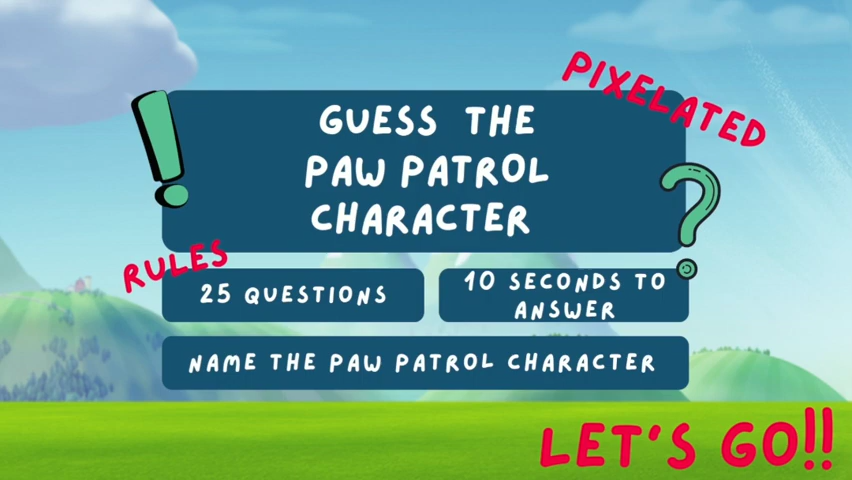 PIXELATED
GUESS THE
PAW PATROL
CHARACTER
RULES
25 QUESTIONS
10 SECONDS TO
ANSWER
NAME THE PAW PATROL CHARACTER
LET'S GO!!